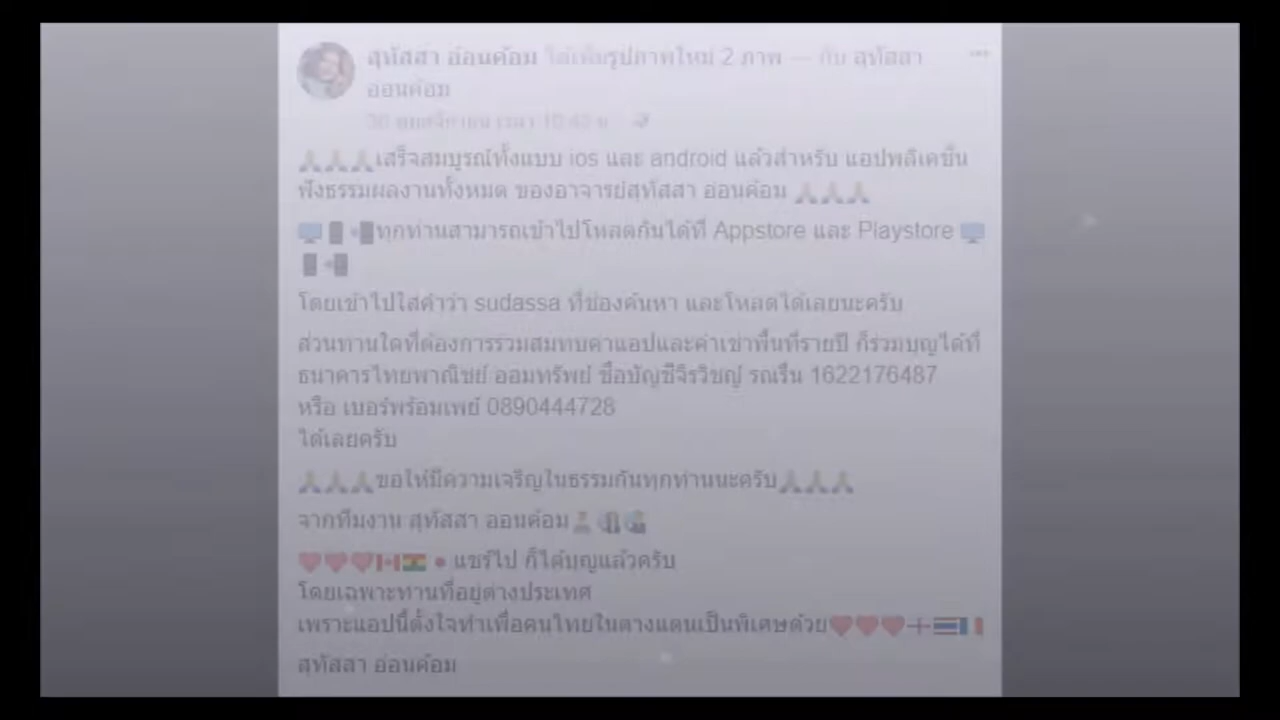 สุทัสสา อ่อนค้อม ได้เพิ่มรูปภาพใหม่ 2 ภาพ — กับ สุทัสสา
อ่อนค้อม
🙏🙏🙏เสร็จสมบูรณ์ทั้งแบบ ios และ android แล้วสำหรับ แอปพลิเคชั่น
ฟังธรรมผลงานทั้งหมด ของอาจารย์สุทัสสา อ่อนค้อม 🙏🙏🙏
🖥📱📲ทุกท่านสามารถเข้าไปโหลดกันได้ที่ Appstore และ Playstore 🖥
📱📲
โดยเข้าไปใส่คำว่า sudassa ที่ช่องค้นหา และโหลดได้เลยนะครับ
ส่วนท่านใดที่ต้องการร่วมสมทบค่าแอปและค่าเช่าพื้นที่รายปี ก็ร่วมบุญได้ที่
ธนาคารไทยพาณิชย์ ออมทรัพย์ ชื่อบัญชีจิรวิชญ์ รณรื่น 1622176487
หรือ เบอร์พร้อมเพย์ 0890444728
ได้เลยครับ
🙏🙏🙏ขอให้มีความเจริญในธรรมกันทุกท่านนะครับ🙏🙏🙏
จากทีมงาน สุทัสสา อ่อนค้อม
แชร์ไป ก็ได้บุญแล้วครับ
โดยเฉพาะท่านที่อยู่ต่างประเทศ
เพราะแอปนี้ตั้งใจทำเพื่อคนไทยในต่างแดนเป็นพิเศษด้วย
สุทัสสา อ่อนค้อม